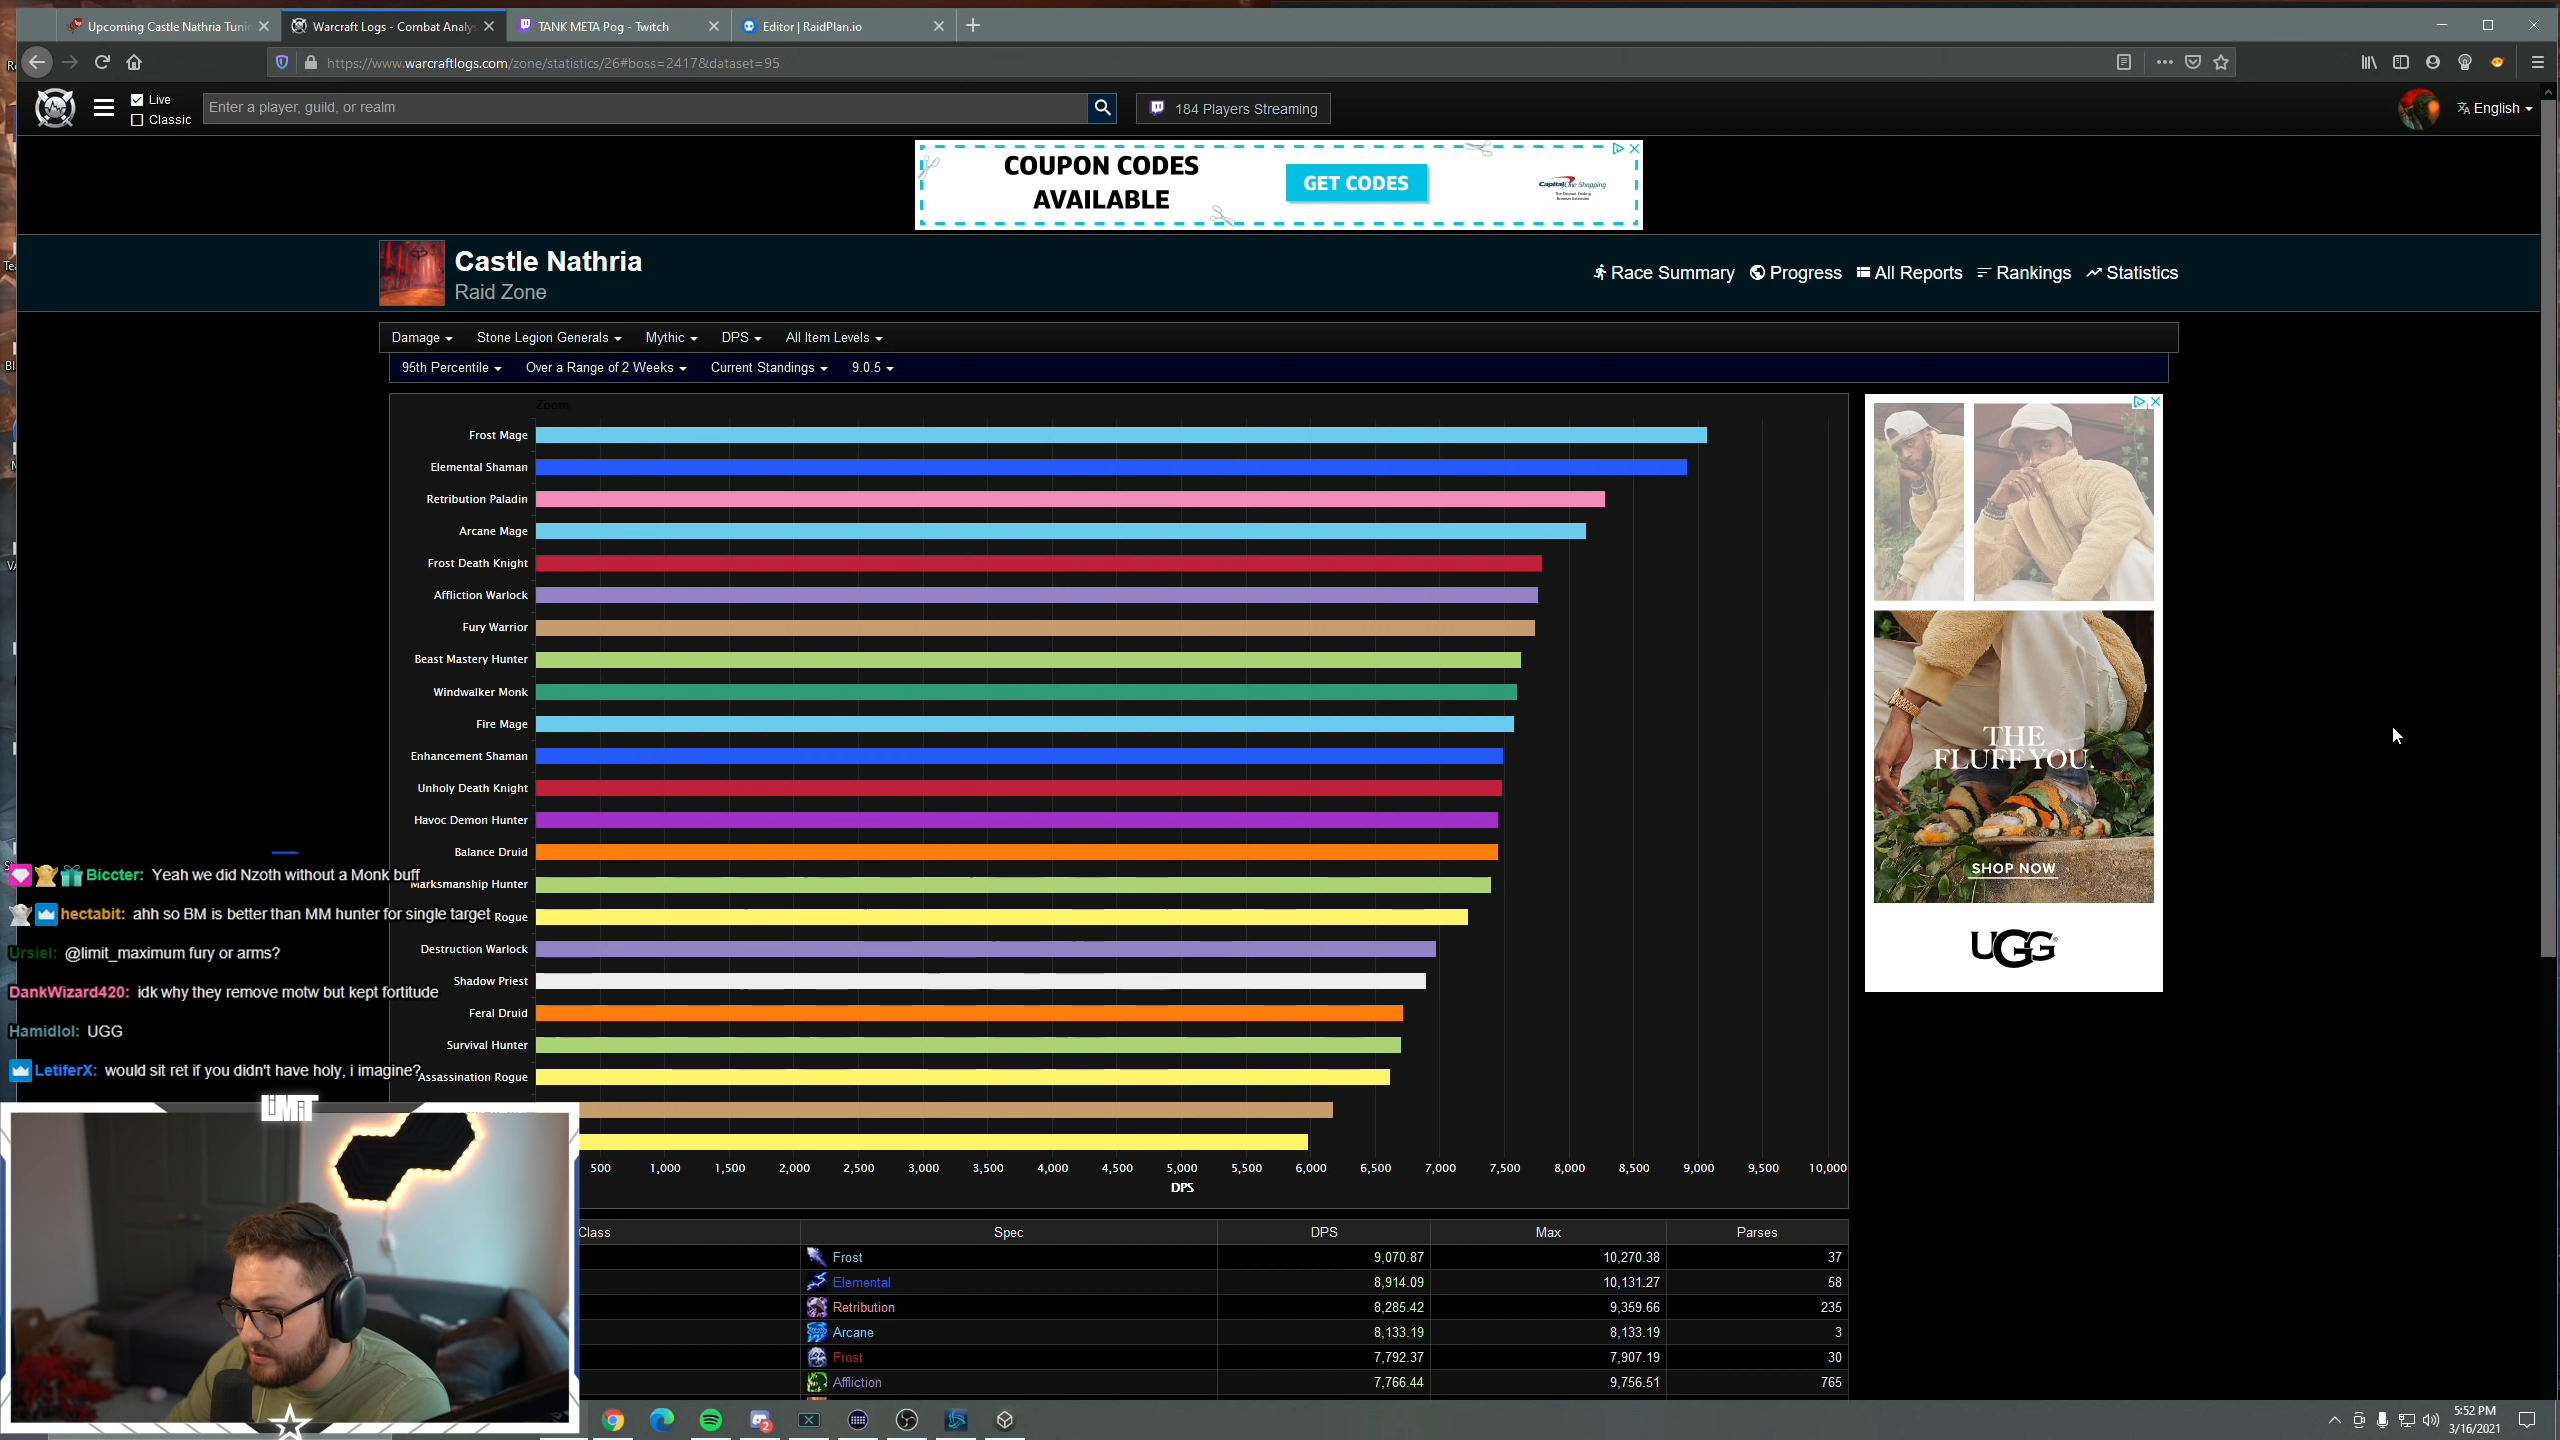 Upcoming Castle Nathria Tunin
Warcraft Logs - Combat Analys
TANK META Pog - Twitch
Editor | RaidPlan.io
https://www.warcraftlogs.com/zone/statistics/26#boss=2417&dataset=95
Live
Classic
Enter a player, guild, or realm
184 Players Streaming
English
COUPON CODES
AVAILABLE
GET CODES
Capital One Shopping
Castle Nathria
Raid Zone
Race Summary
Progress
All Reports
Rankings
Statistics
Damage
Stone Legion Generals
Mythic
DPS
All Item Levels
95th Percentile
Over a Range of 2 Weeks
Current Standings
9.0.5
Zoom
Frost Mage
Elemental Shaman
Retribution Paladin
Arcane Mage
Frost Death Knight
Affliction Warlock
Fury Warrior
Beast Mastery Hunter
Windwalker Monk
Fire Mage
Enhancement Shaman
Unholy Death Knight
Havoc Demon Hunter
Balance Druid
Marksmanship Hunter
Rogue
Destruction Warlock
Shadow Priest
Feral Druid
Survival Hunter
Assassination Rogue
500 1,000 1,500 2,000 2,500 3,000 3,500 4,000 4,500 5,000 5,500 6,000 6,500 7,000 7,500 8,000 8,500 9,000 9,500 10,000
DPS
Biccter: Yeah we did Nzoth without a Monk buff
hectabit: ahh so BM is better than MM hunter for single target
Ursiel: @limit_maximum fury or arms?
DankWizard420: idk why they remove motw but kept fortitude
Hamidlol: UGG
LetiferX: would sit ret if you didn't have holy, i imagine?
LiMiT
THE
FLUFF YOU.
SHOP NOW
UGG
Class Spec DPS Max Parses
Frost 9,070.87 10,270.38 37
Elemental 8,914.09 10,131.27 58
Retribution 8,285.42 9,359.66 235
Arcane 8,133.19 8,133.19 3
Frost 7,792.37 7,907.19 30
Affliction 7,766.44 9,756.51 765
2
5:52 PM
3/16/2021